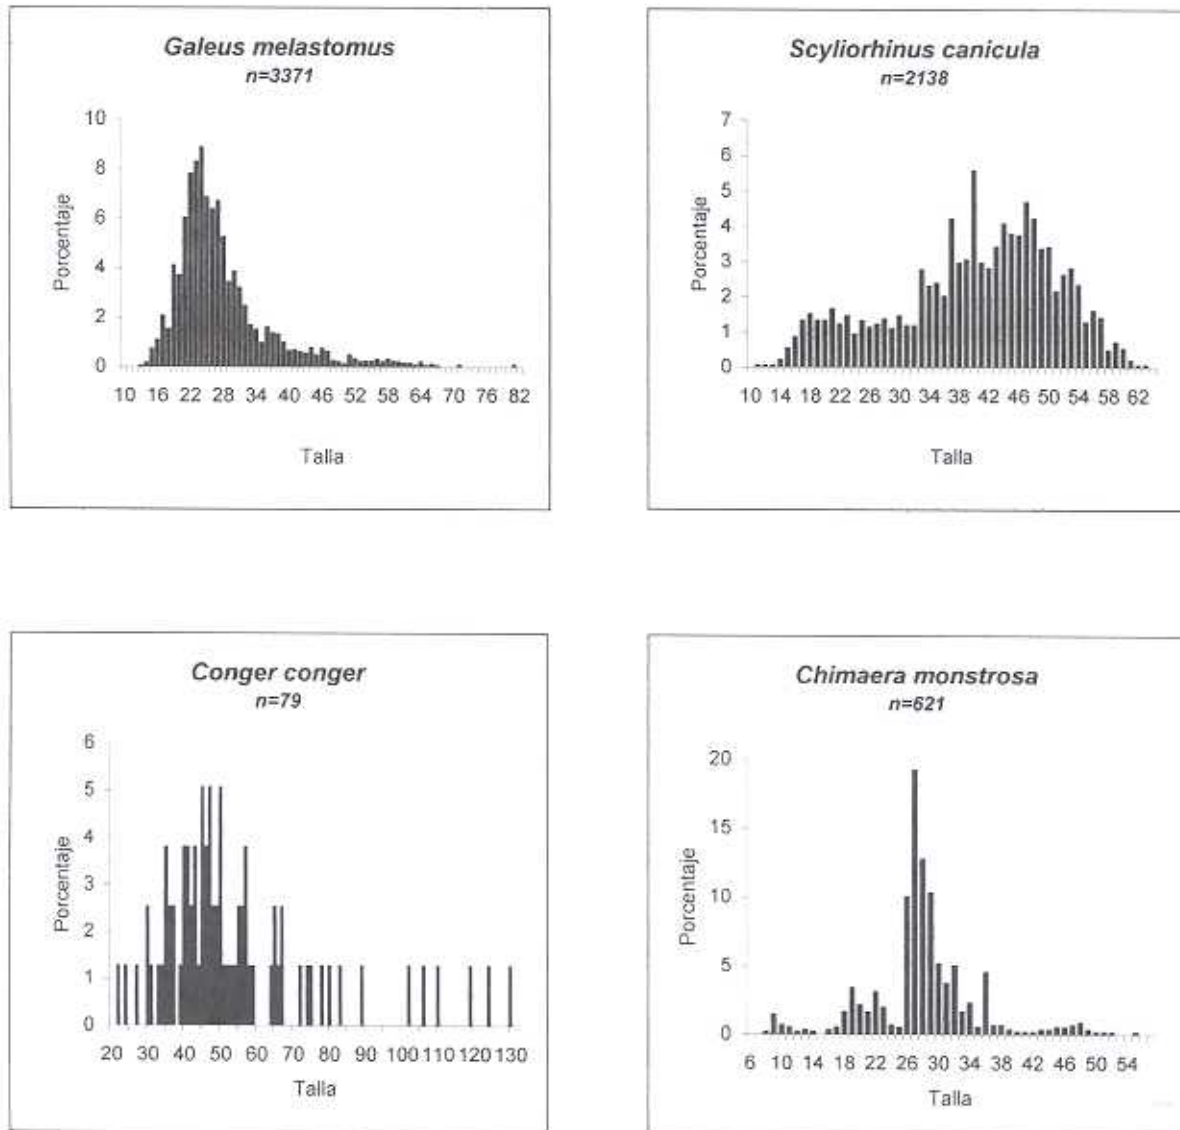 Galeus melastomus
n=3371
10
8
6
4
2
0
Porcentaje
10 16 22 28 34 40 46 52 58 64 70 76 82
Talla
Scyliorhinus canicula
n=2138
7
6
5
4
3
2
1
0
Porcentaje
10 14 18 22 26 30 34 38 42 46 50 54 58 62
Talla
Conger conger
n=79
6
5
4
3
2
1
0
Porcentaje
20 30 40 50 60 70 80 90 100 110 120 130
Talla
Chimaera monstrosa
n=621
20
15
10
5
0
Porcentaje
6 10 14 18 22 26 30 34 38 42 46 50 54
Talla